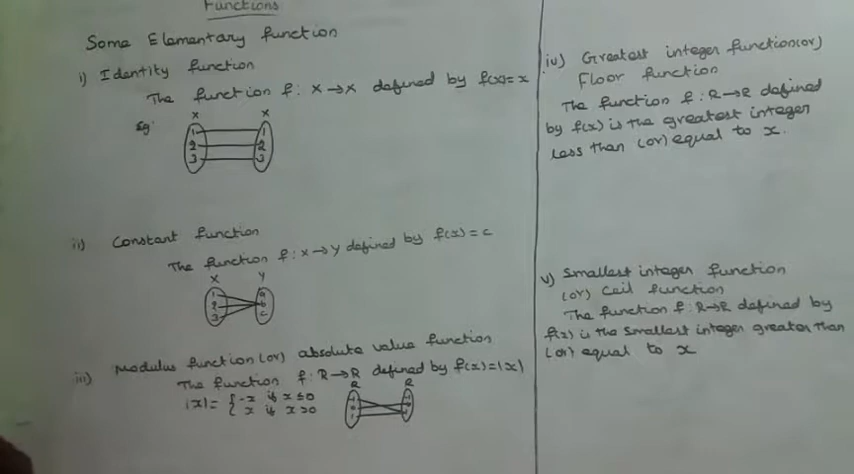 Functions
Some Elementary function
i) Identity function
The function f : X → X defined by f(x) = x
Eg:
X X
1 1
2 2
3 3
ii) Constant function
The function f : X → Y defined by f(x) = c
X Y
1 a
2 b
3 c
iii) Modulus function (or) absolute value function
The function f : R → R defined by f(x) = |x|
|x| = { -x if x ≤ 0
x if x > 0
R R
iv) Greatest integer function (or)
Floor function
The function f : R → R defined
by f(x) is the greatest integer
less than (or) equal to x.
v) Smallest integer function
(or) Ceil function
The function f : R → R defined by
f(x) is the smallest integer greater than
(or) equal to x